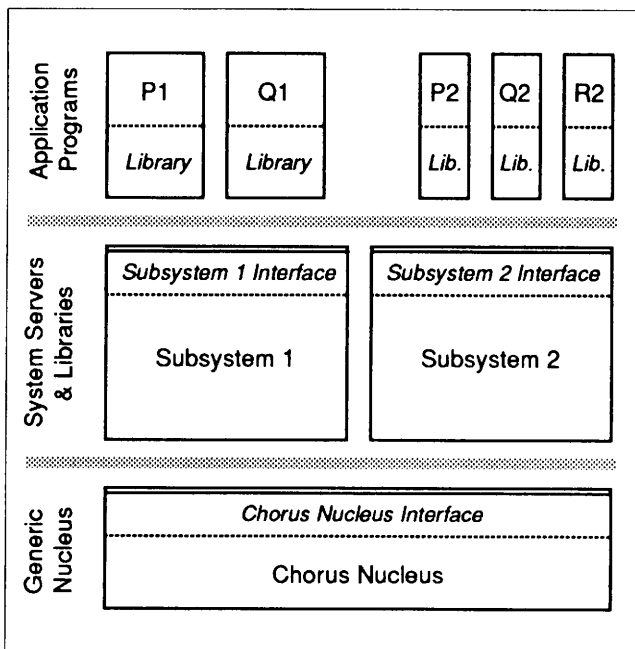 Application
Programs
P1
Library
Q1
Library
P2
Lib.
Q2
Lib.
R2
Lib.
System Servers
& Libraries
Subsystem 1 Interface
Subsystem 1
Subsystem 2 Interface
Subsystem 2
Generic
Nucleus
Chorus Nucleus Interface
Chorus Nucleus